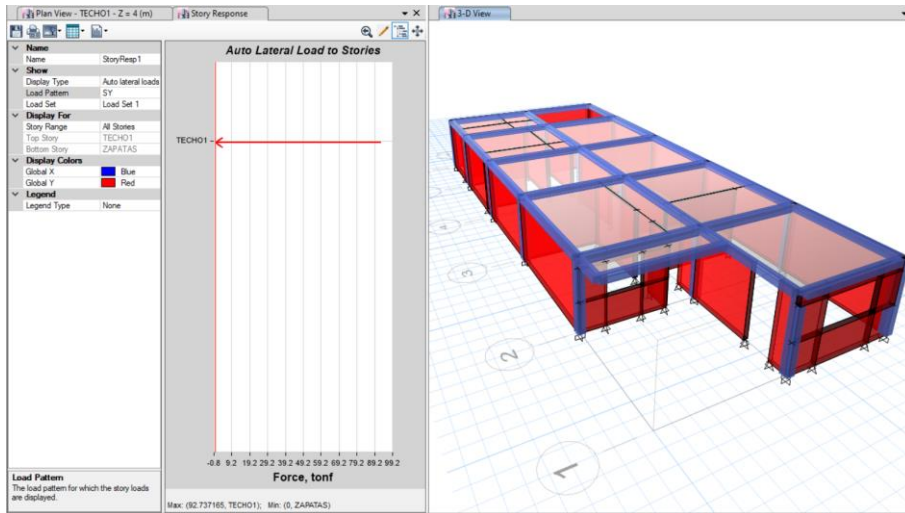 Plan View - TECHO1 - Z = 4 (m)
Story Response
3-D View
Name
Name StoryResp1
Show
Display Type Auto lateral loads
Load Pattern SY
Load Set Load Set 1
Display For
Story Range All Stories
Top Story TECHO1
Bottom Story ZAPATAS
Display Colors
Global X Blue
Global Y Red
Legend
Legend Type None
Load Pattern
The load pattern for which the story loads
are displayed.
Auto Lateral Load to Stories
TECHO1
-0.8 9.2 19.2 29.2 39.2 49.2 59.2 69.2 79.2 89.2 99.2
Force, tonf
Max: (92.737165, TECHO1); Min: (0, ZAPATAS)
4
3
2
1